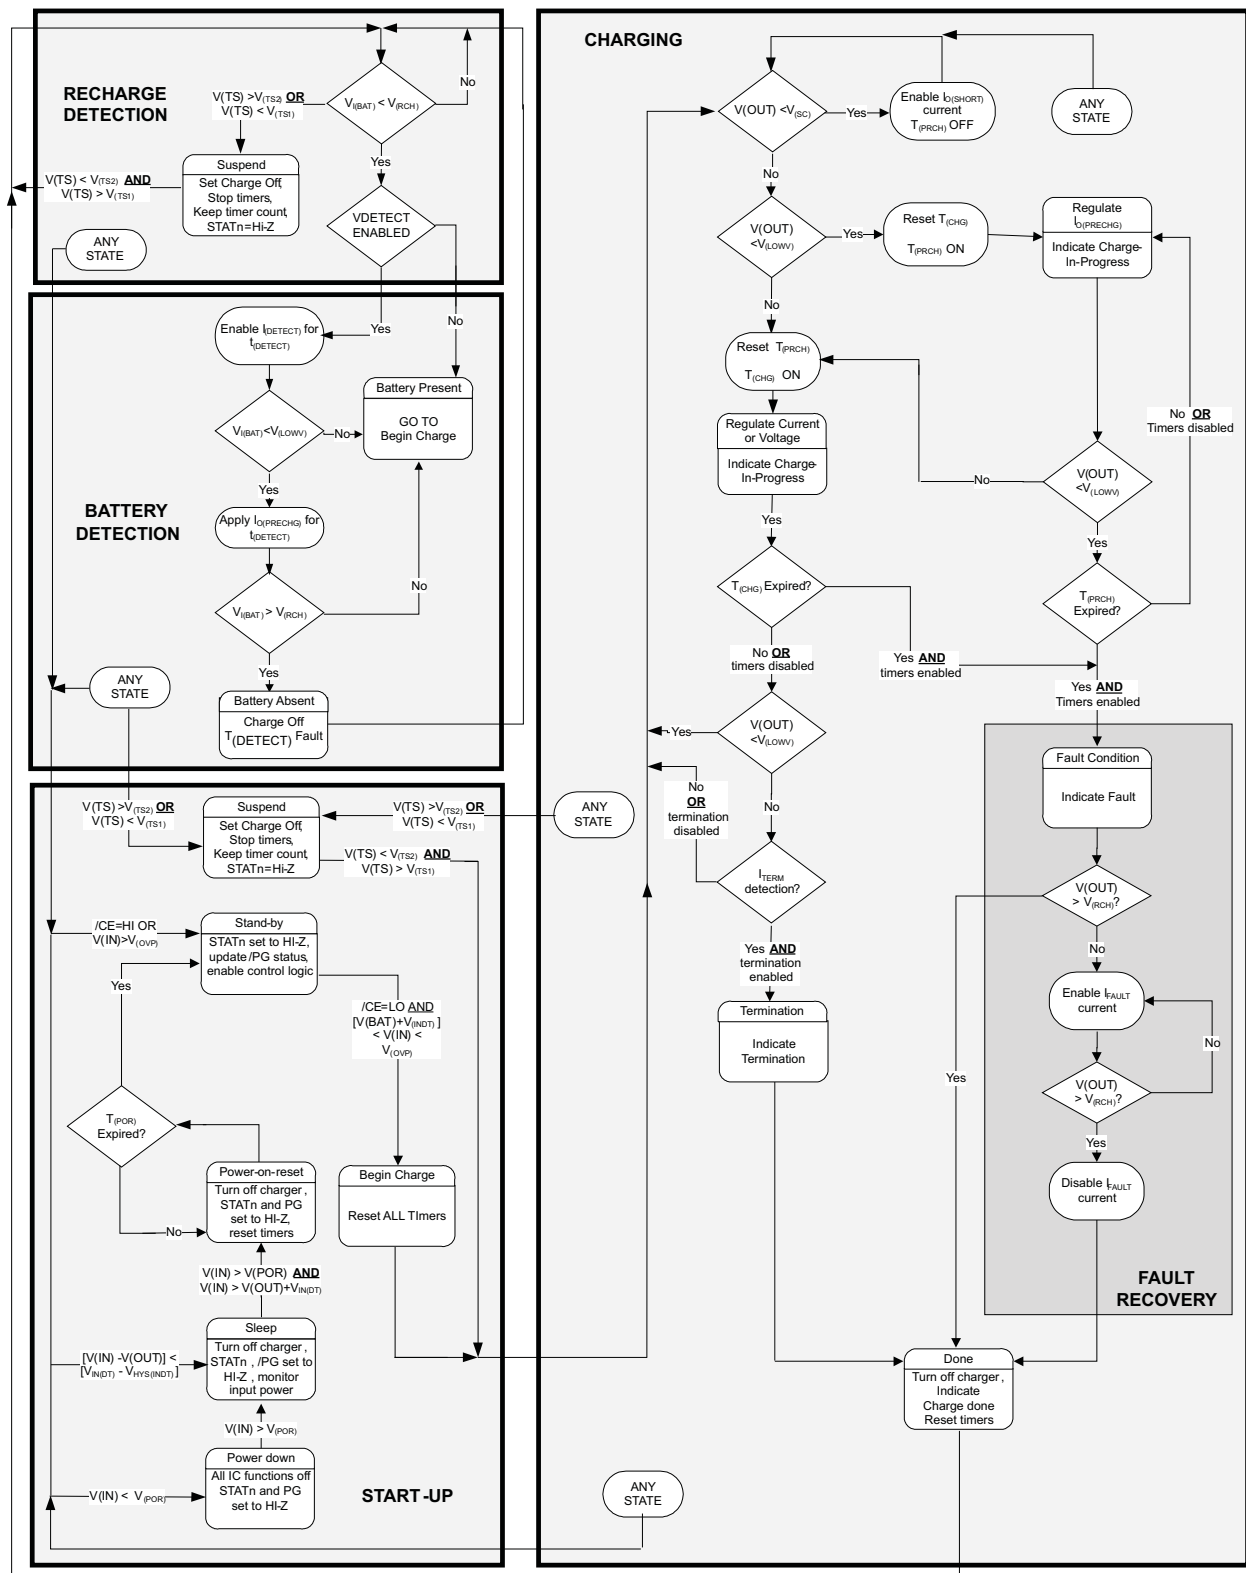 RECHARGE
DETECTION
V(TS) >V(TS2) OR
V(TS) < V(TS1)
VI(BAT) < V(RCH)
No
Yes
Suspend
Set Charge Off,
Stop timers,
Keep timer count,
STATn=Hi-Z
V(TS) < V(TS2) AND
V(TS) > V(TS1)
VDETECT
ENABLED
ANY
STATE
Yes
No
BATTERY
DETECTION
Enable I(DETECT) for
t(DETECT)
VI(BAT)<V(LOWV)
No
Yes
Battery Present
GO TO
Begin Charge
Apply IO(PRECHG) for
t(DETECT)
VI(BAT) > V(RCH)
No
Yes
Battery Absent
Charge Off
T(DETECT) Fault
ANY
STATE
START-UP
V(TS) >V(TS2) OR
V(TS) < V(TS1)
Suspend
Set Charge Off,
Stop timers,
Keep timer count,
STATn=Hi-Z
V(TS) >V(TS2) OR
V(TS) < V(TS1)
V(TS) < V(TS2) AND
V(TS) > V(TS1)
/CE=HI OR
V(IN)>V(OVP)
Stand-by
STATn set to HI-Z,
update /PG status,
enable control logic
Yes
/CE=LO AND
[V(BAT)+V(INDT) ]
< V(IN) <
V(OVP)
T(POR)
Expired?
No
Power-on-reset
Turn off charger ,
STATn and PG
set to HI-Z,
reset timers
Begin Charge
Reset ALL TImers
V(IN) > V(POR) AND
V(IN) > V(OUT)+VIN(DT)
Sleep
Turn off charger ,
STATn , /PG set to
HI-Z , monitor
input power
[V(IN) -V(OUT)] <
[VIN(DT) - VHYS(INDT) ]
V(IN) > V(POR)
Power down
All IC functions off
STATn and PG
set to HI-Z
V(IN) < V(POR)
CHARGING
V(OUT) <V(SC)
Yes
Enable IO(SHORT)
current
T(PRCH) OFF
ANY
STATE
No
V(OUT)
<V(LOWV)
Yes
Reset T(CHG)
T(PRCH) ON
Regulate
IO(PRECHG)
Indicate Charge-
In-Progress
No
Reset T(PRCH)
T(CHG) ON
No OR
Timers disabled
Regulate Current
or Voltage
Indicate Charge-
In-Progress
No
V(OUT)
<V(LOWV)
Yes
Yes
T(CHG) Expired?
T(PRCH)
Expired?
No OR
timers disabled
Yes AND
timers enabled
Yes AND
Timers enabled
V(OUT)
<V(LOWV)
Yes
No
OR
termination
disabled
No
ANY
STATE
ITERM
detection?
Yes AND
termination
enabled
Termination
Indicate
Termination
Fault Condition
Indicate Fault
V(OUT)
> V(RCH)?
No
Enable IFAULT
current
No
Yes
V(OUT)
> V(RCH)?
Yes
Disable IFAULT
current
FAULT
RECOVERY
Done
Turn off charger ,
Indicate
Charge done
Reset timers
ANY
STATE